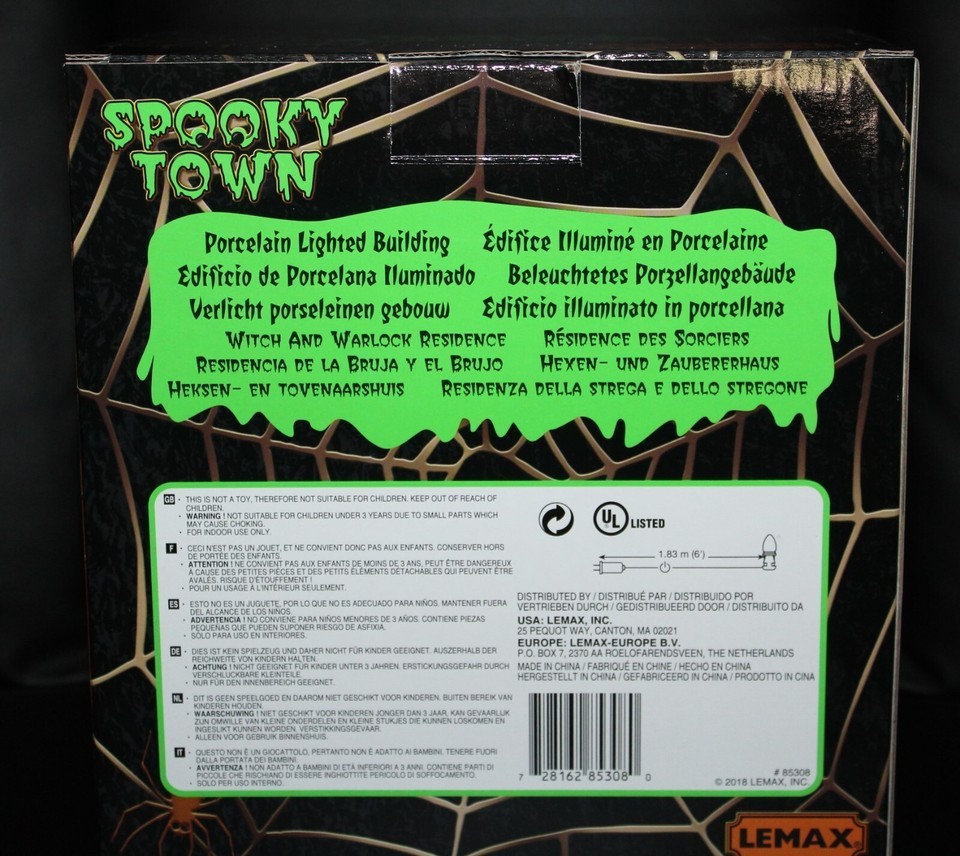 SPOOKY
TOWN
Porcelain Lighted Building Édifice Illuminé en Porcelaine
Edificio de Porcelana Iluminado Beleuchtetes Porzellangebäude
Verlicht porseleinen gebouw Edificio illuminato in porcellana
WITCH AND WARLOCK RESIDENCE RÉSIDENCE DES SORCIERS
RESIDENCIA DE LA BRUJA Y EL BRUJO HEXEN- UND ZAUBERERHAUS
HEKSEN- EN TOVENAARSHUIS RESIDENZA DELLA STREGA E DELLO STREGONE
GB • THIS IS NOT A TOY, THEREFORE NOT SUITABLE FOR CHILDREN. KEEP OUT OF REACH OF
CHILDREN.
• WARNING ! NOT SUITABLE FOR CHILDREN UNDER 3 YEARS DUE TO SMALL PARTS WHICH
MAY CAUSE CHOKING.
• FOR INDOOR USE ONLY.
F • CECI N'EST PAS UN JOUET, ET NE CONVIENT DONC PAS AUX ENFANTS. CONSERVER HORS
DE PORTÉE DES ENFANTS.
• ATTENTION ! NE CONVIENT PAS AUX ENFANTS DE MOINS DE 3 ANS, PEUT ÊTRE DANGEREUX
À CAUSE DES PETITES PIÈCES ET DES PETITS ÉLÉMENTS DÉTACHABLES QUI PEUVENT ÊTRE
AVALÉS. RISQUE D'ÉTOUFFEMENT !
• POUR UN USAGE À L'INTÉRIEUR SEULEMENT.
ES • ESTO NO ES UN JUGUETE, POR LO QUE NO ES ADECUADO PARA NIÑOS. MANTENER FUERA
DEL ALCANCE DE LOS NIÑOS.
• ADVERTENCIA ! NO CONVIENE PARA NIÑOS MENORES DE 3 AÑOS. CONTIENE PIEZAS
PEQUEÑAS QUE PUEDEN SUPONER RIESGO DE ASFIXIA.
• SÓLO PARA USO EN INTERIORES.
DE • DIES IST KEIN SPIELZEUG UND DAHER NICHT FÜR KINDER GEEIGNET. AUSZERHALB DER
REICHWEITE VON KINDERN HALTEN.
• ACHTUNG ! NICHT GEEIGNET FÜR KINDER UNTER 3 JAHREN. ERSTICKUNGSGEFAHR DURCH
VERSCHLUCKBARE KLEINTEILE.
• NUR FÜR DEN INNENBEREICH GEEIGNET.
NL • DIT IS GEEN SPEELGOED EN DAAROM NIET GESCHIKT VOOR KINDEREN. BUITEN BEREIK VAN
KINDEREN HOUDEN.
• WAARSCHUWING ! NIET GESCHIKT VOOR KINDEREN JONGER DAN 3 JAAR, KAN GEVAARLIJK
ZIJN OMWILLE VAN KLEINE ONDERDELEN EN KLEINE STUKJES DIE KUNNEN LOSKOMEN EN
INGESLIKT KUNNEN WORDEN. VERSTIKKINGSGEVAAR.
• ALLEEN VOOR GEBRUIK BINNENSHUIS.
IT • QUESTO NON È UN GIOCATTOLO, PERTANTO NON È ADATTO AI BAMBINI. TENERE FUORI
DALLA PORTATA DEI BAMBINI.
• AVVERTENZA ! NON ADATTO A BAMBINI DI ETÀ INFERIORE A 3 ANNI. CONTIENE PARTI DI
PICCOLE CHE RISCHIANO DI ESSERE INGHIOTTITE PERICOLO DI SOFFOCAMENTO.
• SOLO PER USO INTERNO.
UL LISTED
1.83 m (6')
DISTRIBUTED BY / DISTRIBUÉ PAR / DISTRIBUIDO POR
VERTRIEBEN DURCH / GEDISTRIBUEERD DOOR / DISTRIBUITO DA
USA: LEMAX, INC.
25 PEQUOT WAY, CANTON, MA 02021
EUROPE: LEMAX-EUROPE B.V.
P.O. BOX 7, 2370 AA ROELOFARENDSVEEN, THE NETHERLANDS
MADE IN CHINA / FABRIQUÉ EN CHINE / HECHO EN CHINA
HERGESTELLT IN CHINA / GEFABRICEERD IN CHINA / PRODOTTO IN CINA
7 28162 85308 0
# 85308
© 2018 LEMAX, INC.
LEMAX